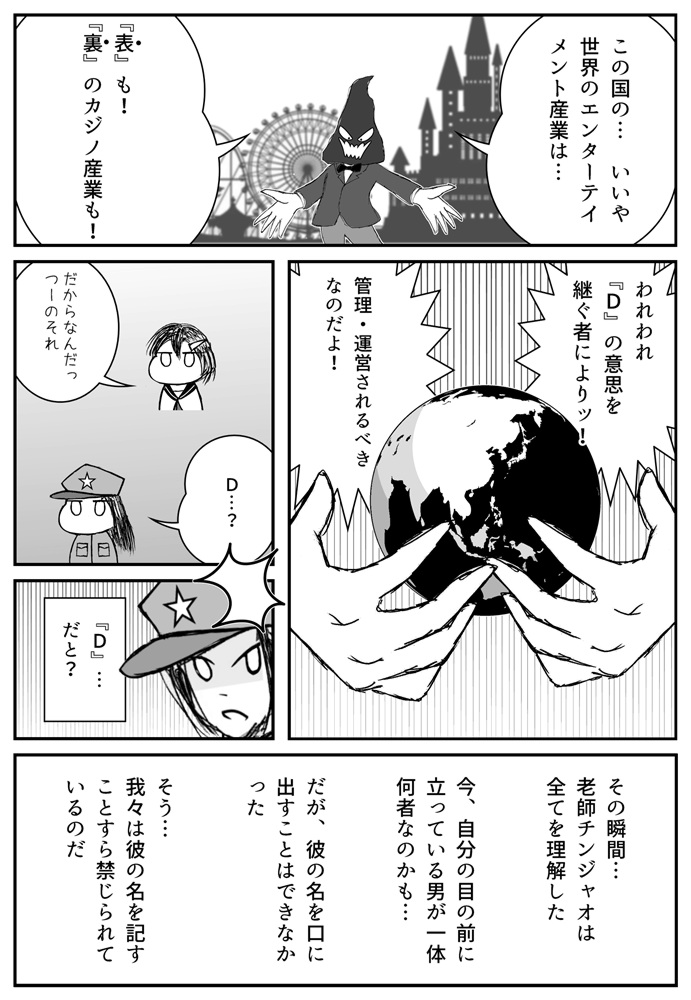 この国の… いいや
世界のエンターテイ
メント産業は…
『表』も！
『裏』のカジノ産業も！
われわれ
『D』の意思を
継ぐ者によりッ！
管理・運営されるべき
なのだよ！
だからなんだっ
つーのそれ
D…？
『D』…
だと？
その瞬間…
老師チンジャオは
全てを理解した
今、自分の目の前に
立っている男が一体
何者なのかも…
だが、彼の名を口に
出すことはできなか
った
そう…
我々は彼の名を記す
ことすら禁じられて
いるのだ